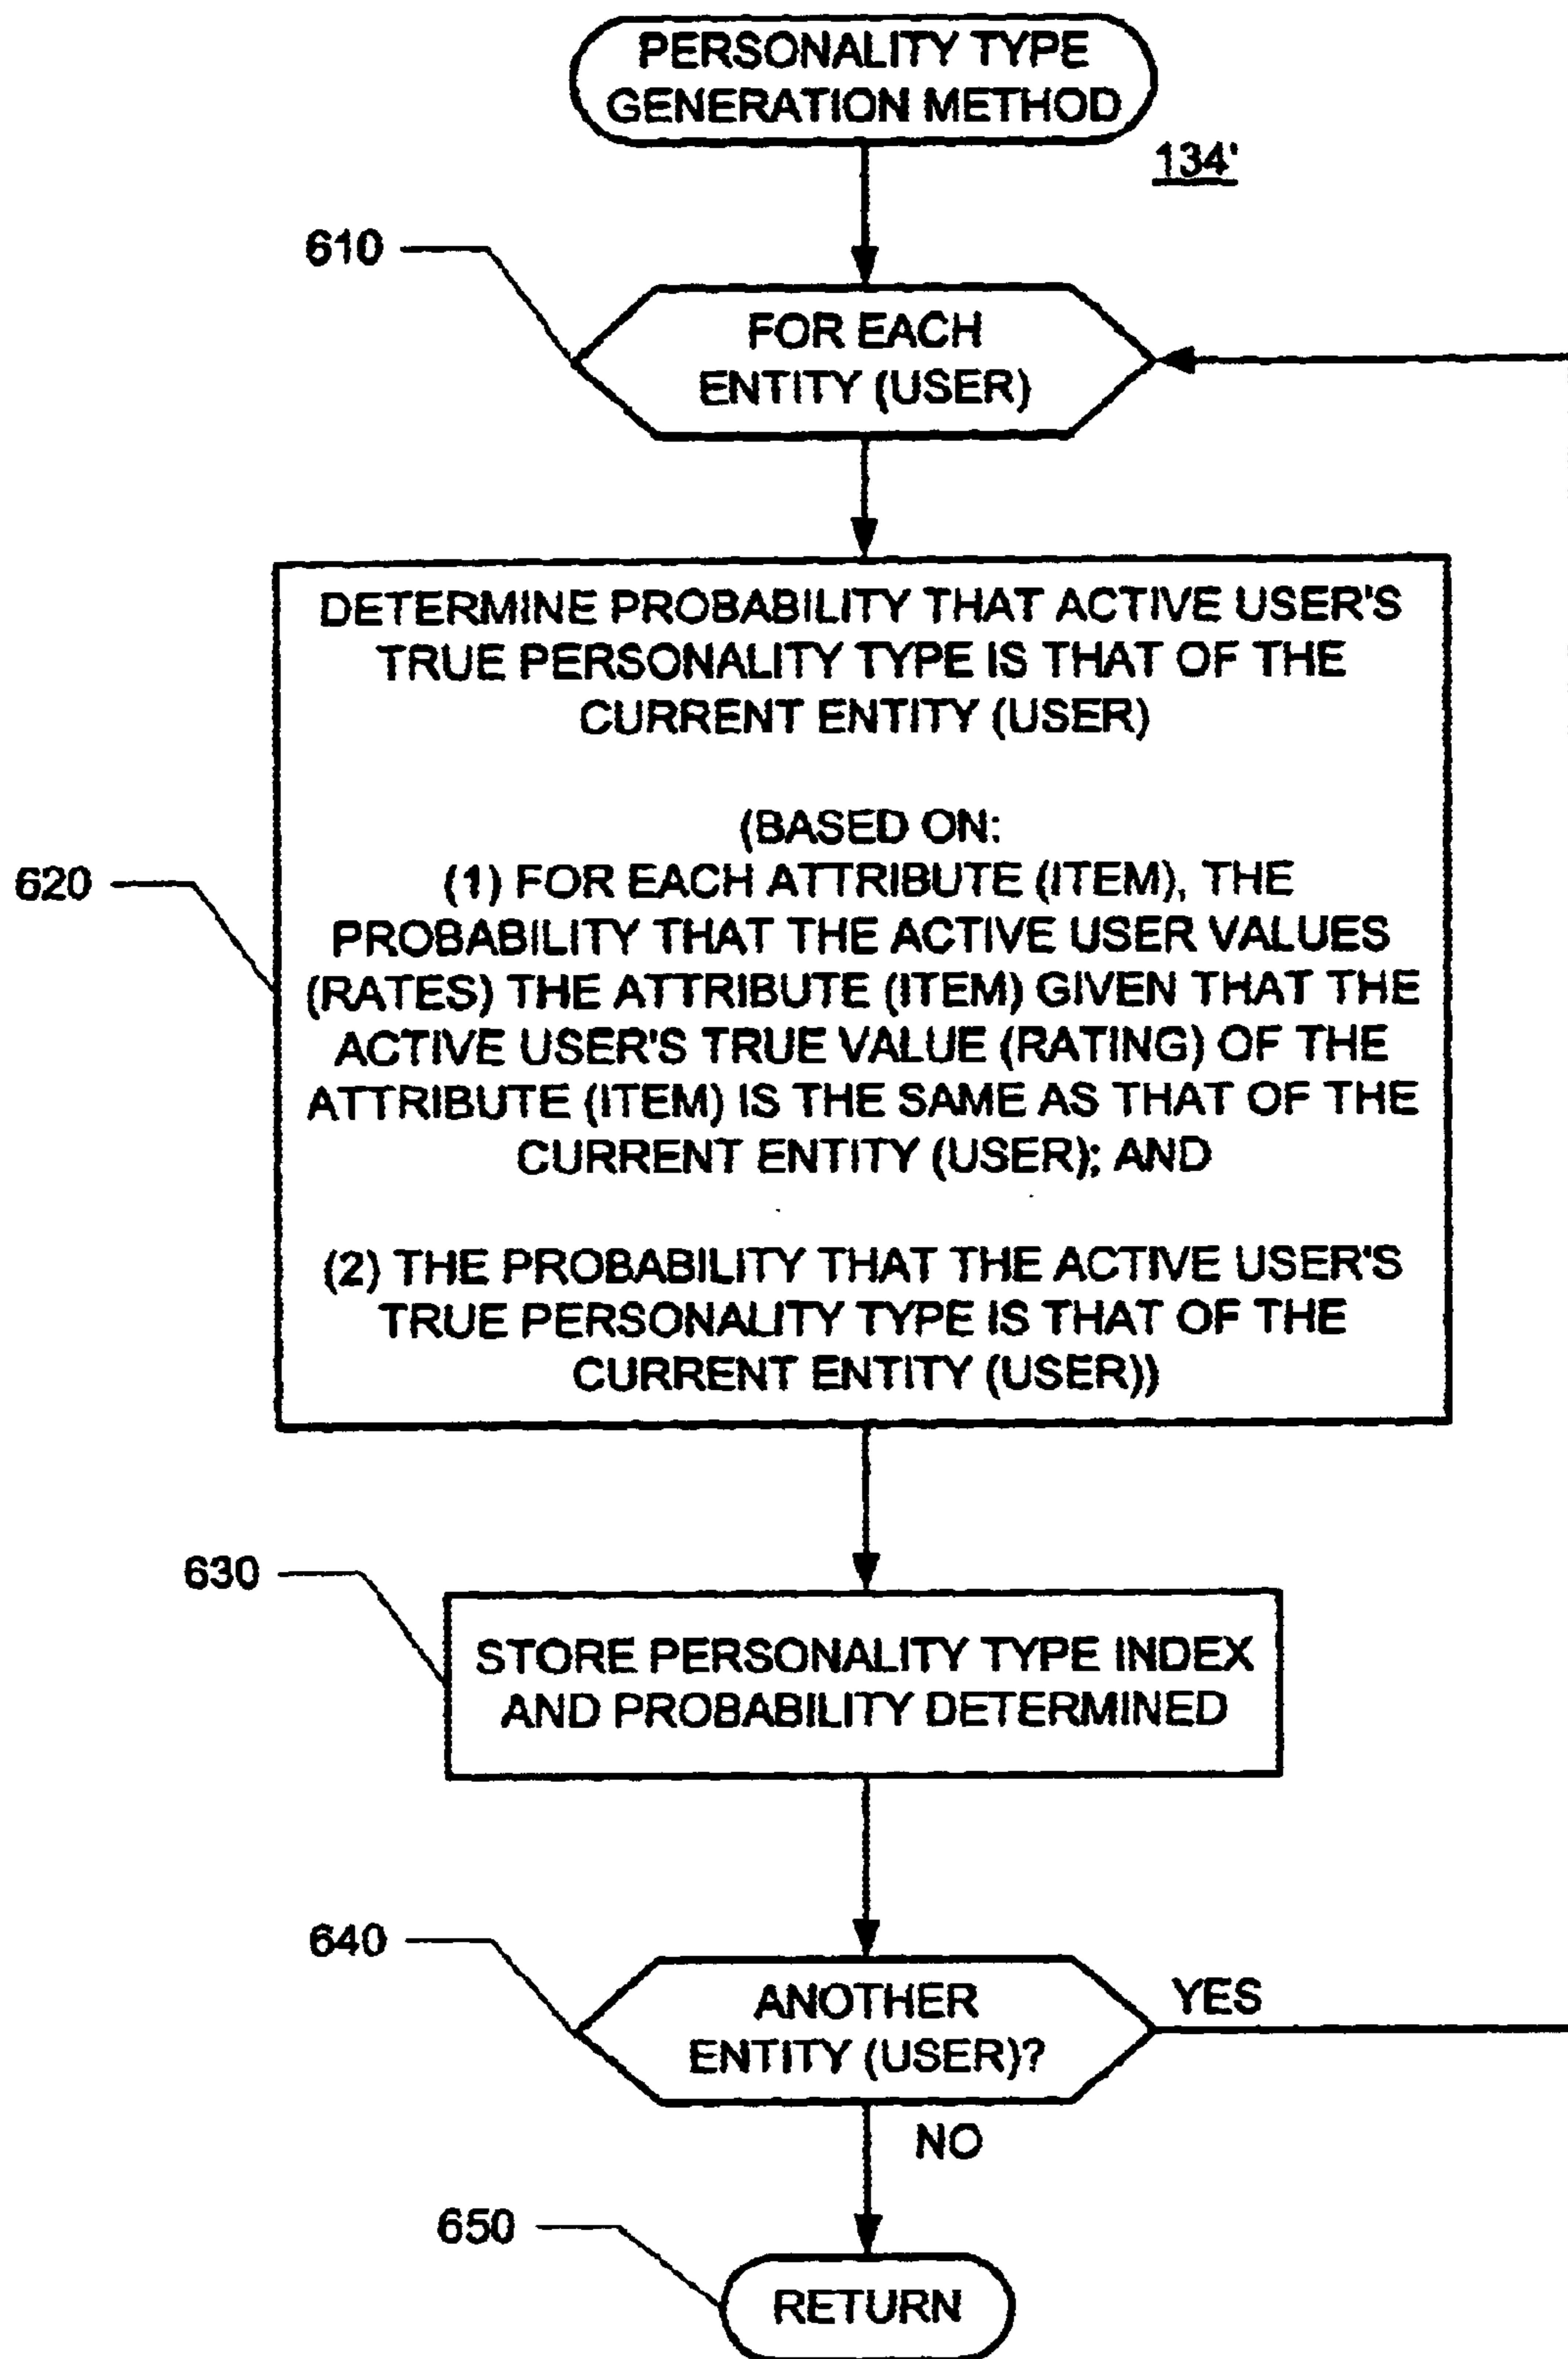 PERSONALITY TYPE
GENERATION METHOD
134'
610
FOR EACH
ENTITY (USER)
620
DETERMINE PROBABILITY THAT ACTIVE USER'S
TRUE PERSONALITY TYPE IS THAT OF THE
CURRENT ENTITY (USER)
(BASED ON:
(1) FOR EACH ATTRIBUTE (ITEM), THE
PROBABILITY THAT THE ACTIVE USER VALUES
(RATES) THE ATTRIBUTE (ITEM) GIVEN THAT THE
ACTIVE USER'S TRUE VALUE (RATING) OF THE
ATTRIBUTE (ITEM) IS THE SAME AS THAT OF THE
CURRENT ENTITY (USER); AND
(2) THE PROBABILITY THAT THE ACTIVE USER'S
TRUE PERSONALITY TYPE IS THAT OF THE
CURRENT ENTITY (USER))
630
STORE PERSONALITY TYPE INDEX
AND PROBABILITY DETERMINED
640
ANOTHER
ENTITY (USER)?
YES
NO
650
RETURN